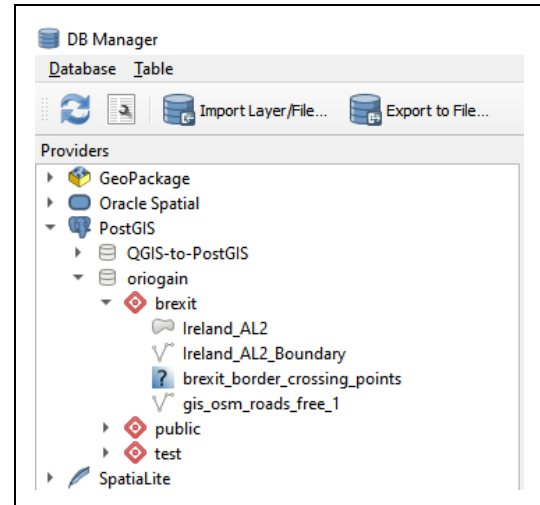 DB Manager
Database Table
Import Layer/File... Export to File...
Providers
GeoPackage
Oracle Spatial
PostGIS
QGIS-to-PostGIS
oriogain
brexit
Ireland_AL2
Ireland_AL2_Boundary
? brexit_border_crossing_points
gis_osm_roads_free_1
public
test
SpatiaLite